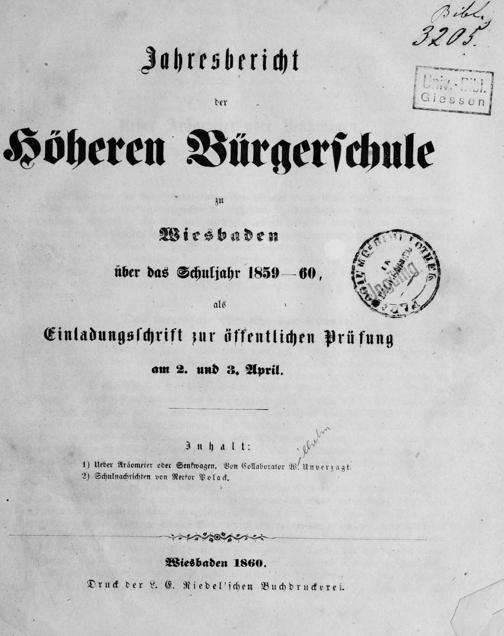 Bibl.
3205.
Univ.-Bibl.
Giessen
Jahresbericht
der
Höheren Bürgerschule
zu
Wiesbaden
über das Schuljahr 1859—60,
als
Einladungsschrift zur öffentlichen Prüfung
am 2. und 3. April.
Inhalt:
wilhelm
1) Ueber Aräometer oder Senkwagen. Von Collaborator W. Unverzagt.
2) Schulnachrichten von Rector Polack.
Wiesbaden 1860.
Druck der L. E. Riedel'schen Buchdruckerei.